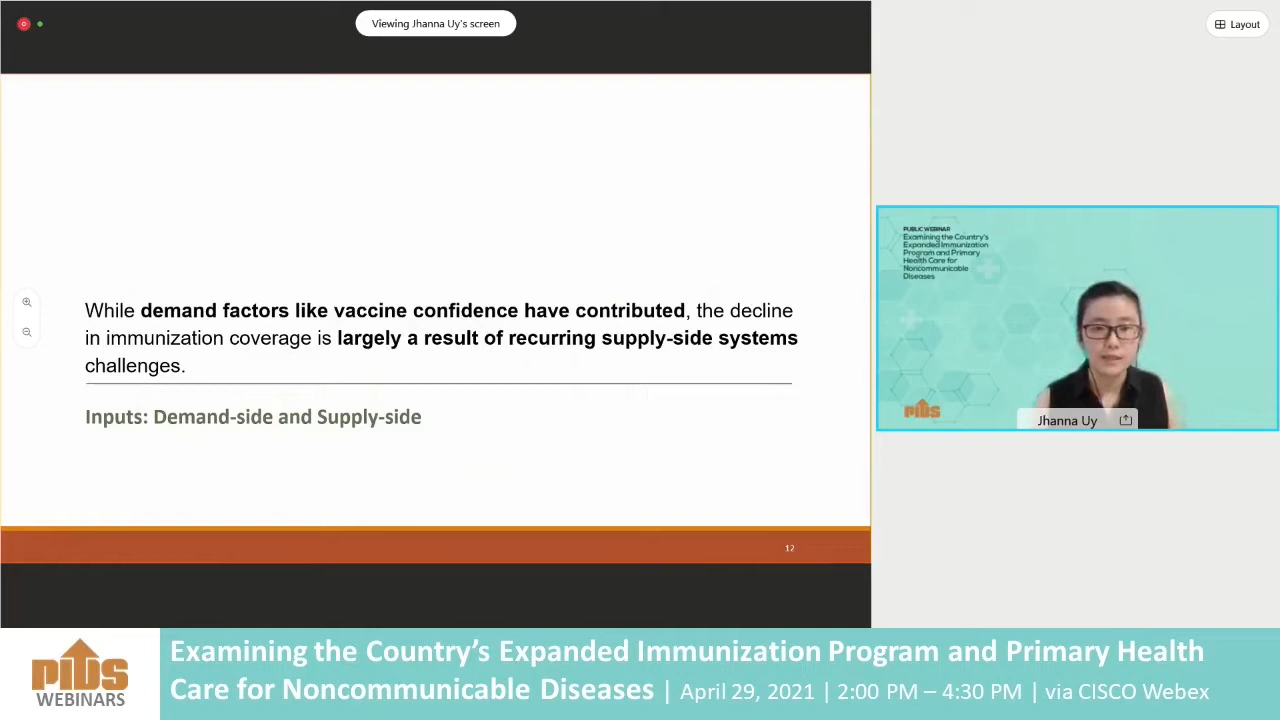 Viewing Jhanna Uy's screen
Layout
While demand factors like vaccine confidence have contributed, the decline
in immunization coverage is largely a result of recurring supply-side systems
challenges.
Inputs: Demand-side and Supply-side
12
PUBLIC WEBINAR
Examining the Country's
Expanded Immunization
Program and Primary
Health Care for
Noncommunicable
Diseases
PIDS
Jhanna Uy
PIDS
WEBINARS
Examining the Country's Expanded Immunization Program and Primary Health
Care for Noncommunicable Diseases | April 29, 2021 | 2:00 PM – 4:30 PM | via CISCO Webex